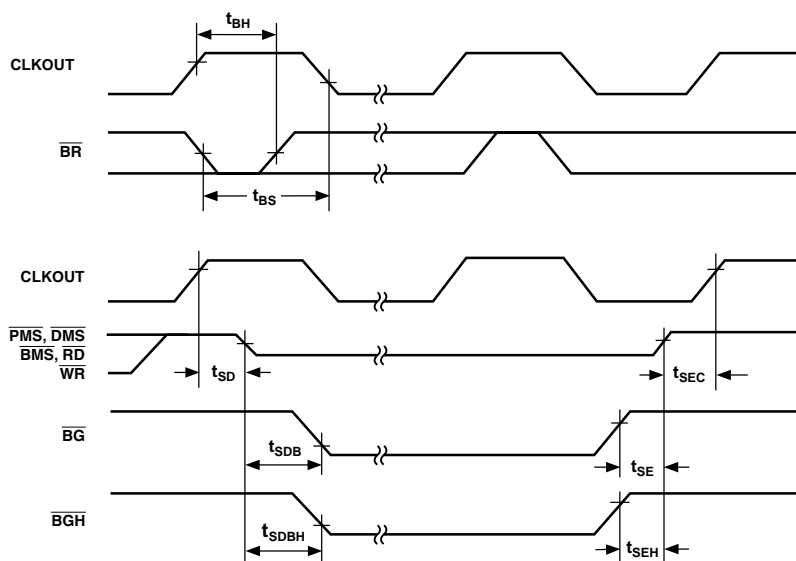 tBH
CLKOUT
BR
tBS
CLKOUT
PMS, DMS
BMS, RD
WR
tSD
tSEC
BG
tSDB
tSE
BGH
tSDBH
tSEH